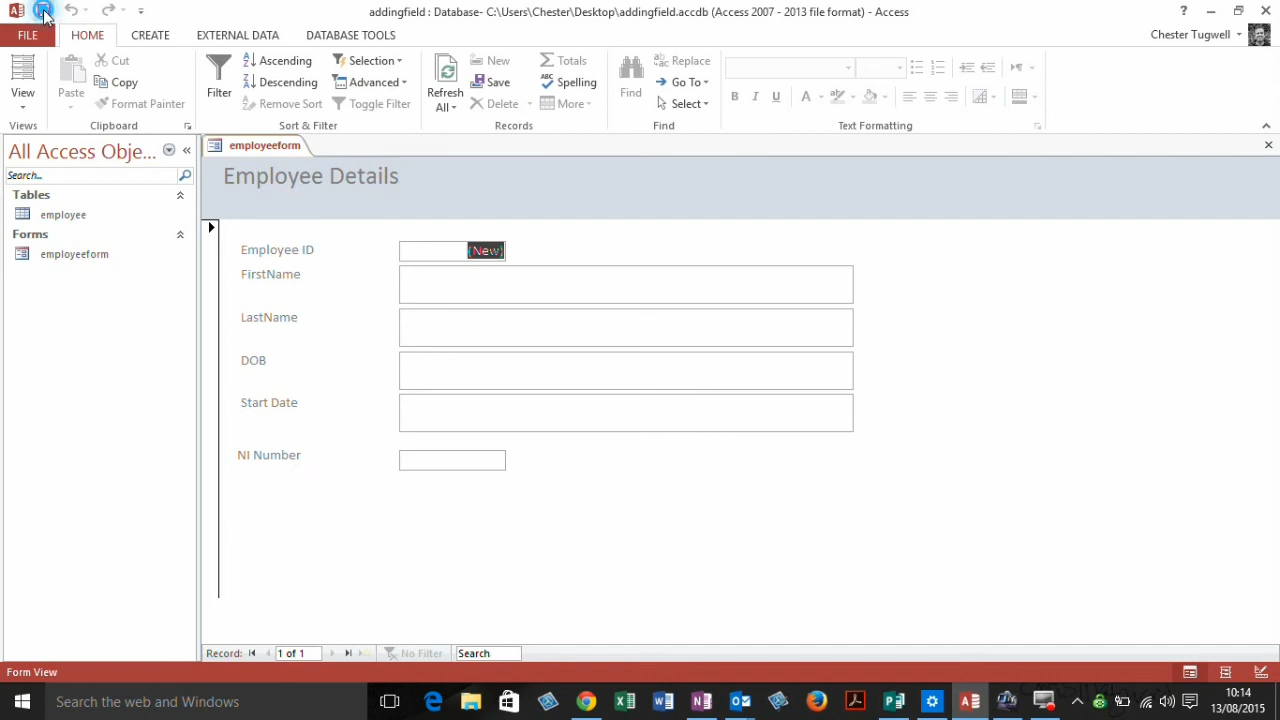 addingfield : Database- C:\Users\Chester\Desktop\addingfield.accdb (Access 2007 - 2013 file format) - Access
?
FILE HOME CREATE EXTERNAL DATA DATABASE TOOLS Chester Tugwell
View
Views
Paste
Cut
Copy
Format Painter
Clipboard
Filter
Ascending
Descending
Remove Sort
Selection
Advanced
Toggle Filter
Sort & Filter
Refresh
All
New
Save
Delete
Totals
Spelling
More
Records
Find
Replace
Go To
Select
Find
B I U A
Text Formatting
All Access Obje...
Search...
Tables
employee
Forms
employeeform
employeeform
Employee Details
Employee ID (New)
FirstName
LastName
DOB
Start Date
NI Number
Record: 1 of 1 No Filter Search
Form View
Search the web and Windows
10:14
13/08/2015